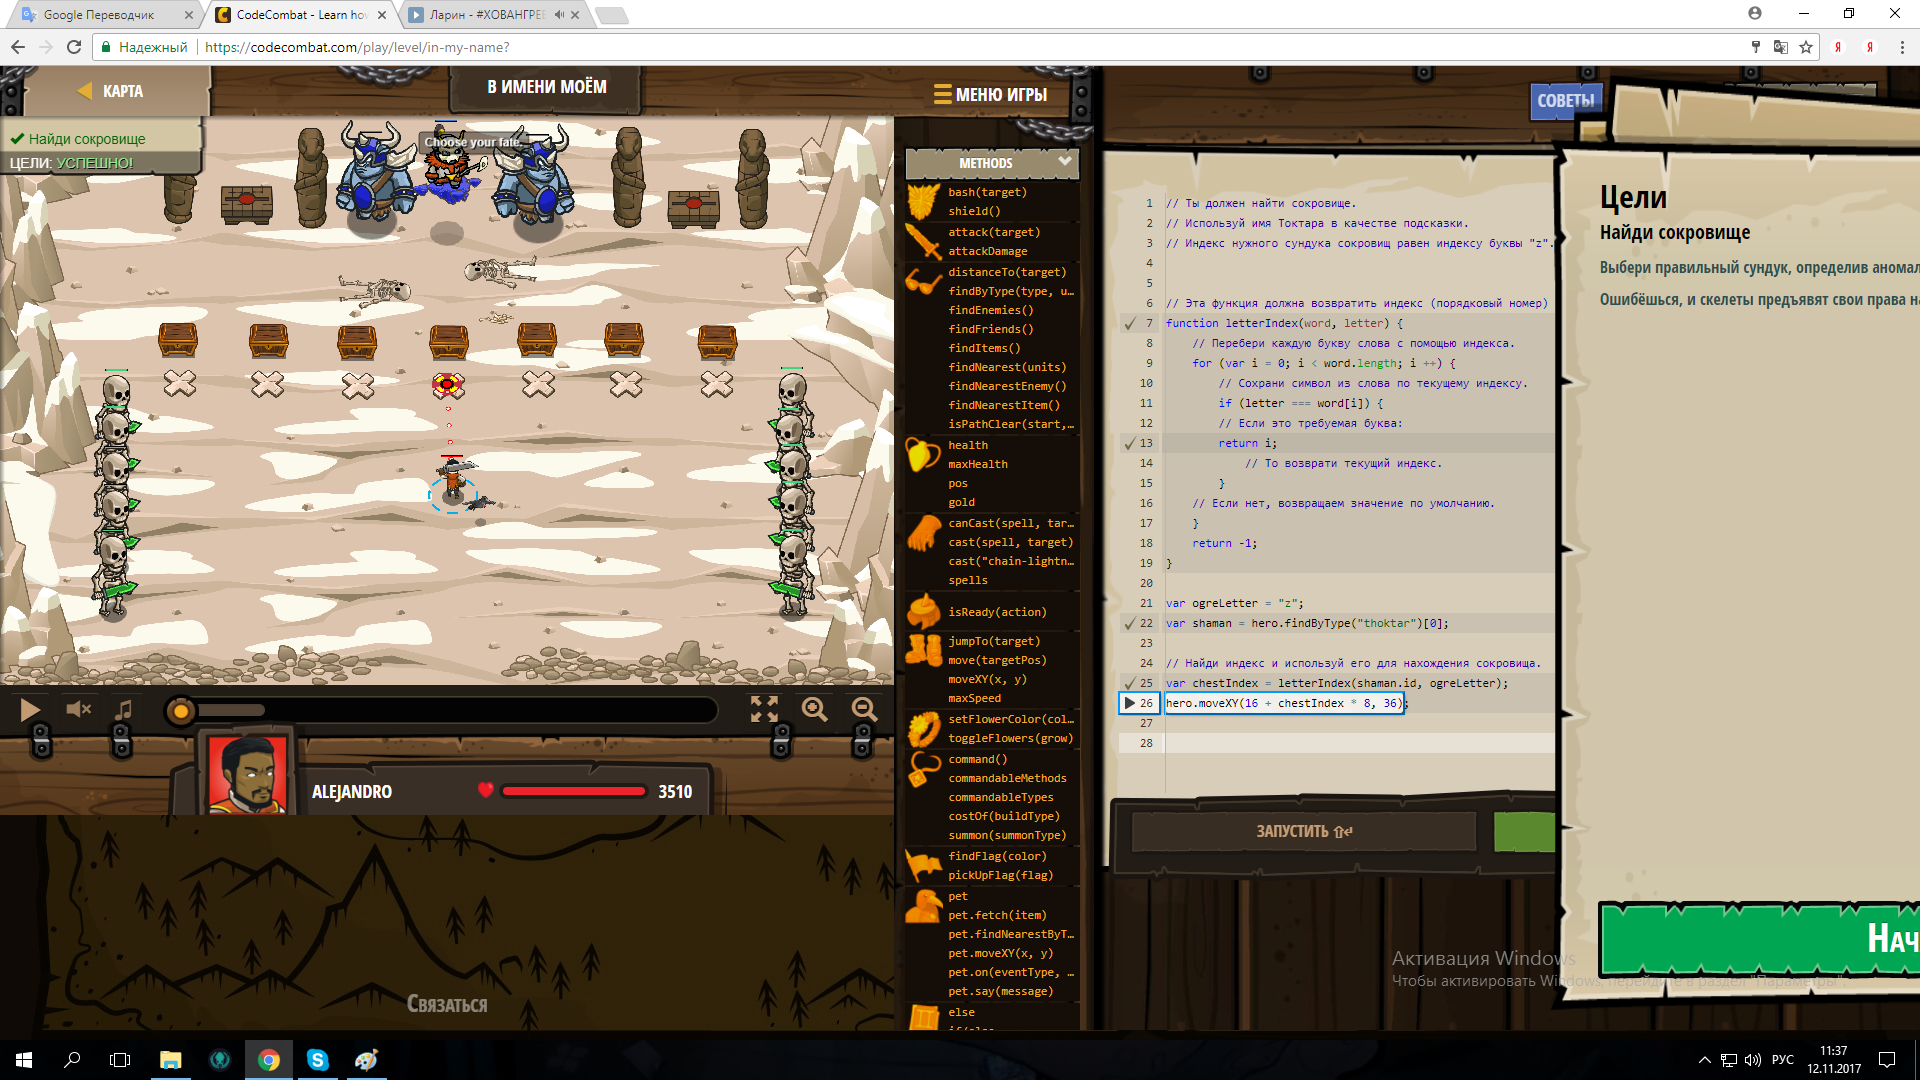 Google Переводчик
CodeCombat - Learn how
Ларин - #ХОВАНГРЕБ
Надежный
https://codecombat.com/play/level/in-my-name?
КАРТА
В ИМЕНИ МОЁМ
МЕНЮ ИГРЫ
СОВЕТЫ
Найди сокровище
ЦЕЛИ: УСПЕШНО!
Choose your fate.
METHODS
bash(target)
shield()
attack(target)
attackDamage
distanceTo(target)
findByType(type, u...
findEnemies()
findFriends()
findItems()
findNearest(units)
findNearestEnemy()
findNearestItem()
isPathClear(start,...
health
maxHealth
pos
gold
canCast(spell, tar...
cast(spell, target)
cast("chain-lightn...
spells
isReady(action)
jumpTo(target)
move(targetPos)
moveXY(x, y)
maxSpeed
setFlowerColor(col...
toggleFlowers(grow)
command()
commandableMethods
commandableTypes
costOf(buildType)
summon(summonType)
findFlag(color)
pickUpFlag(flag)
pet
pet.fetch(item)
pet.findNearestByT...
pet.moveXY(x, y)
pet.on(eventType, ...
pet.say(message)
else
1 // Ты должен найти сокровище.
2 // Используй имя Токтара в качестве подсказки.
3 // Индекс нужного сундука сокровищ равен индексу буквы "z".
4
5
6 // Эта функция должна возвратить индекс (порядковый номер)
7 function letterIndex(word, letter) {
8 // Перебери каждую букву слова с помощью индекса.
9 for (var i = 0; i < word.length; i ++) {
10 // Сохрани символ из слова по текущему индексу.
11 if (letter === word[i]) {
12 // Если это требуемая буква:
13 return i;
14 // То возврати текущий индекс.
15 }
16 // Если нет, возвращаем значение по умолчанию.
17 }
18 return -1;
19 }
20
21 var ogreLetter = "z";
22 var shaman = hero.findByType("thoktar")[0];
23
24 // Найди индекс и используй его для нахождения сокровища.
25 var chestIndex = letterIndex(shaman.id, ogreLetter);
26 hero.moveXY(16 + chestIndex * 8, 36);
27
28
ЗАПУСТИТЬ
Цели
Найди сокровище
Выбери правильный сундук, определив аномал
Ошибёшься, и скелеты предъявят свои права на
Нач
ALEJANDRO
3510
Связаться
Активация Windows
Чтобы активировать Windows, перейдите в раздел "Параметры".
РУС
11:37
12.11.2017